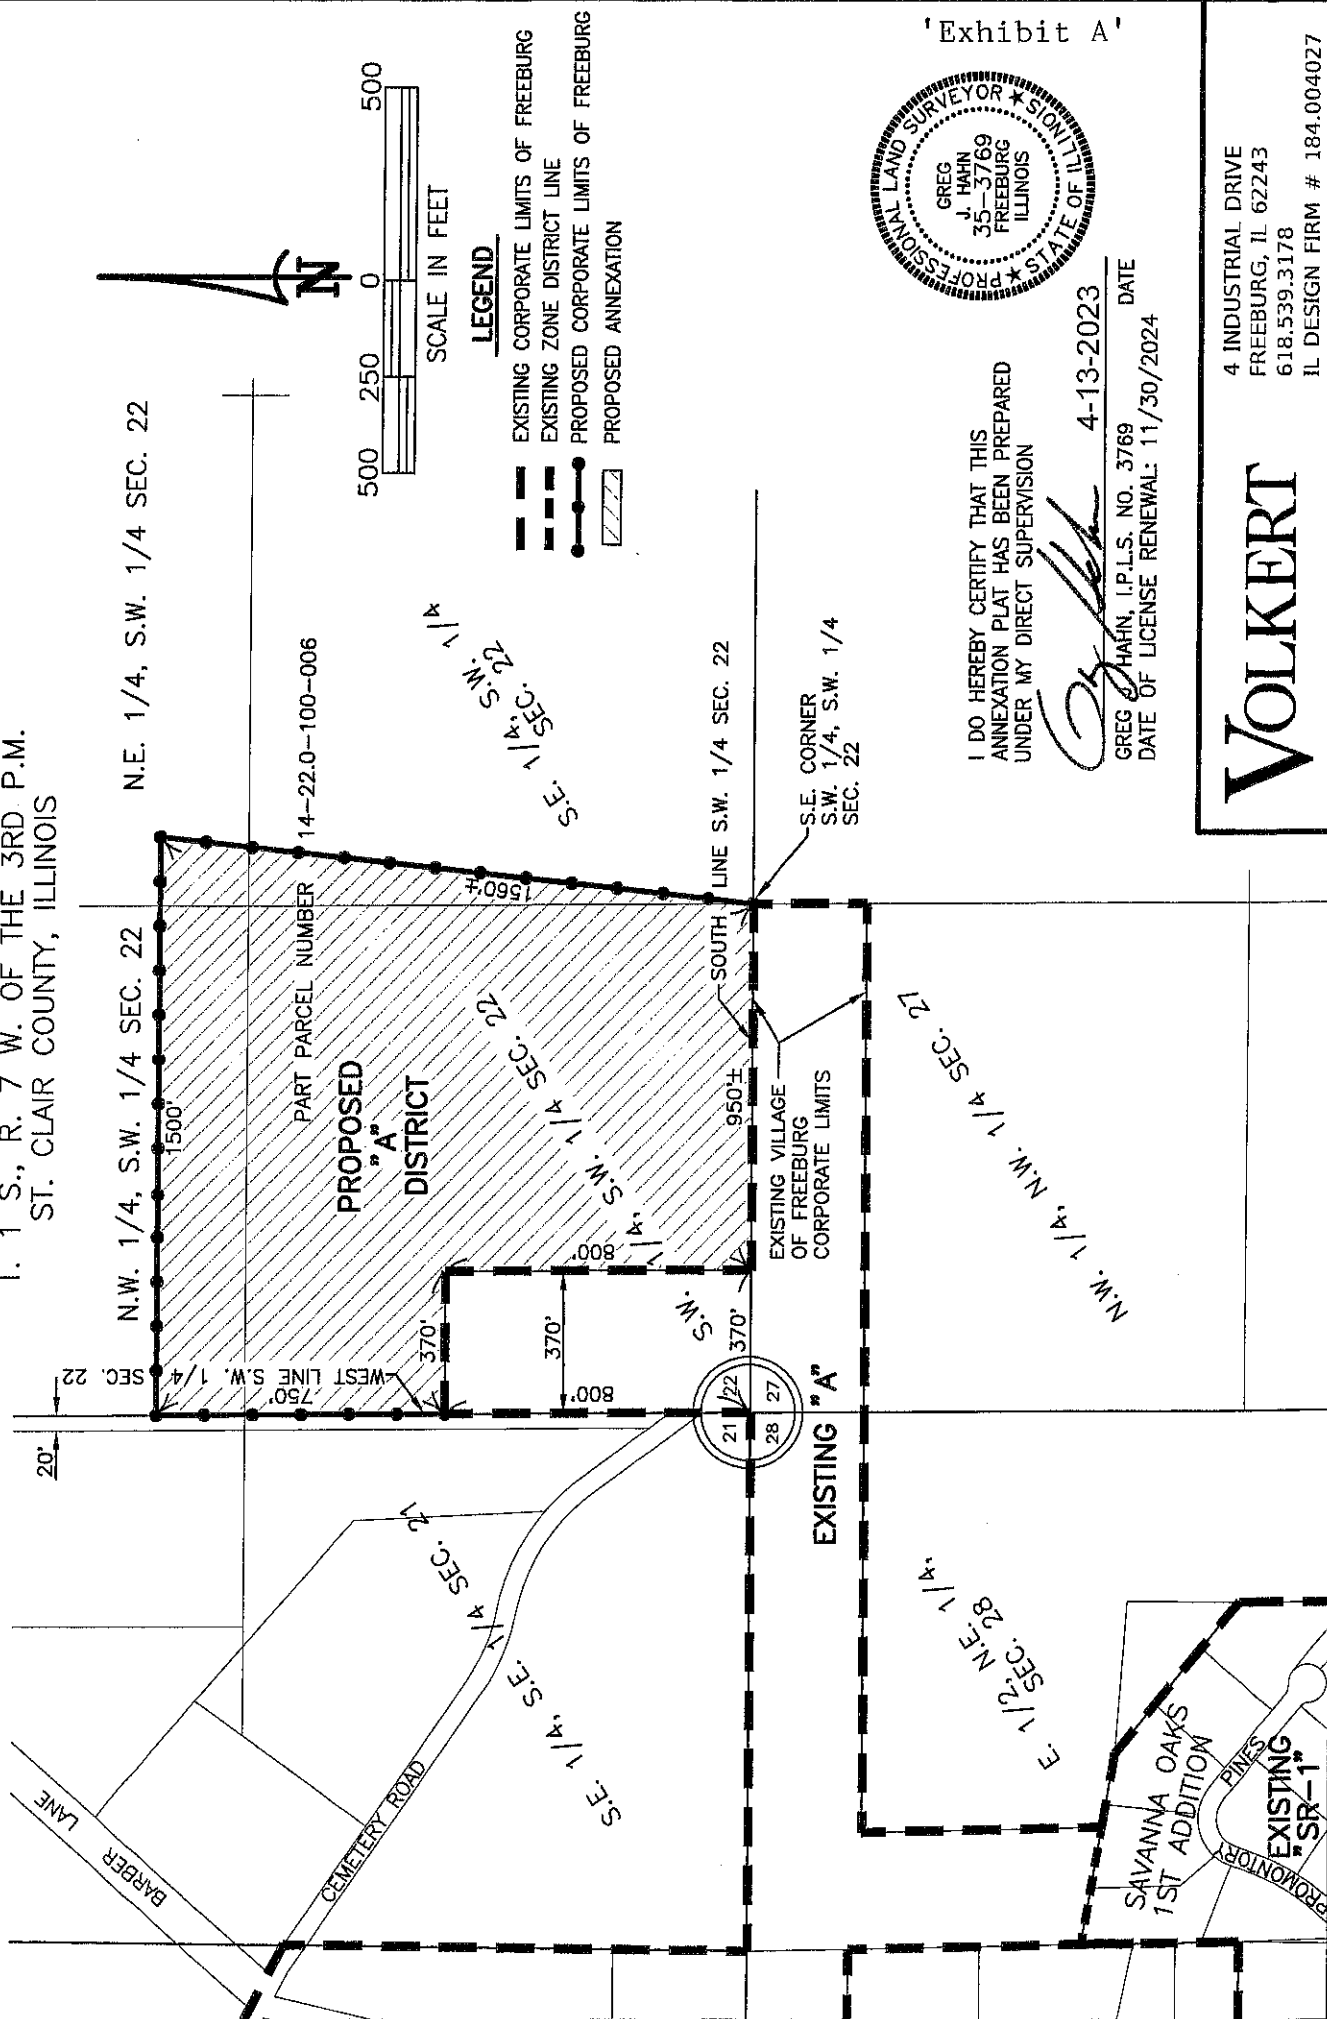 T. 1 S., R. 7 W. OF THE 3RD P.M.
ST. CLAIR COUNTY, ILLINOIS
N.W. 1/4, S.W. 1/4 SEC. 22
N.E. 1/4, S.W. 1/4 SEC. 22
N
500 250 0 500
SCALE IN FEET
LEGEND
EXISTING CORPORATE LIMITS OF FREEBURG
EXISTING ZONE DISTRICT LINE
PROPOSED CORPORATE LIMITS OF FREEBURG
PROPOSED ANNEXATION
20'
1500'
WEST LINE S.W. 1/4 SEC. 22
750'
PART PARCEL NUMBER 14-22.0-100-006
PROPOSED
"A"
DISTRICT
1560'±
S.E. 1/4, S.W. 1/4
SEC. 22
S.W. 1/4, S.W. 1/4 SEC. 22
370'
370'
370'
800'
800'
950'±
SOUTH LINE S.W. 1/4 SEC. 22
S.E. CORNER
S.W. 1/4, S.W. 1/4
SEC. 22
EXISTING VILLAGE
OF FREEBURG
CORPORATE LIMITS
21 22
28 27
EXISTING "A"
BARBER LANE
CEMETERY ROAD
S.E. 1/4, S.E. 1/4 SEC. 21
N.W. 1/4, N.W. 1/4 SEC. 27
E. 1/2, N.E. 1/4,
SEC. 28
SAVANNA OAKS
1ST ADDITION
PROMONTORY PINES
EXISTING
"SR-1"
I DO HEREBY CERTIFY THAT THIS
ANNEXATION PLAT HAS BEEN PREPARED
UNDER MY DIRECT SUPERVISION
4-13-2023
GREG J. HAHN, I.P.L.S. NO. 3769 DATE
DATE OF LICENSE RENEWAL: 11/30/2024
PROFESSIONAL LAND SURVEYOR ★ STATE OF ILLINOIS ★
GREG
J. HAHN
35-3769
FREEBURG
ILLINOIS
'Exhibit A'
VOLKERT
4 INDUSTRIAL DRIVE
FREEBURG, IL 62243
618.539.3178
IL DESIGN FIRM # 184.004027